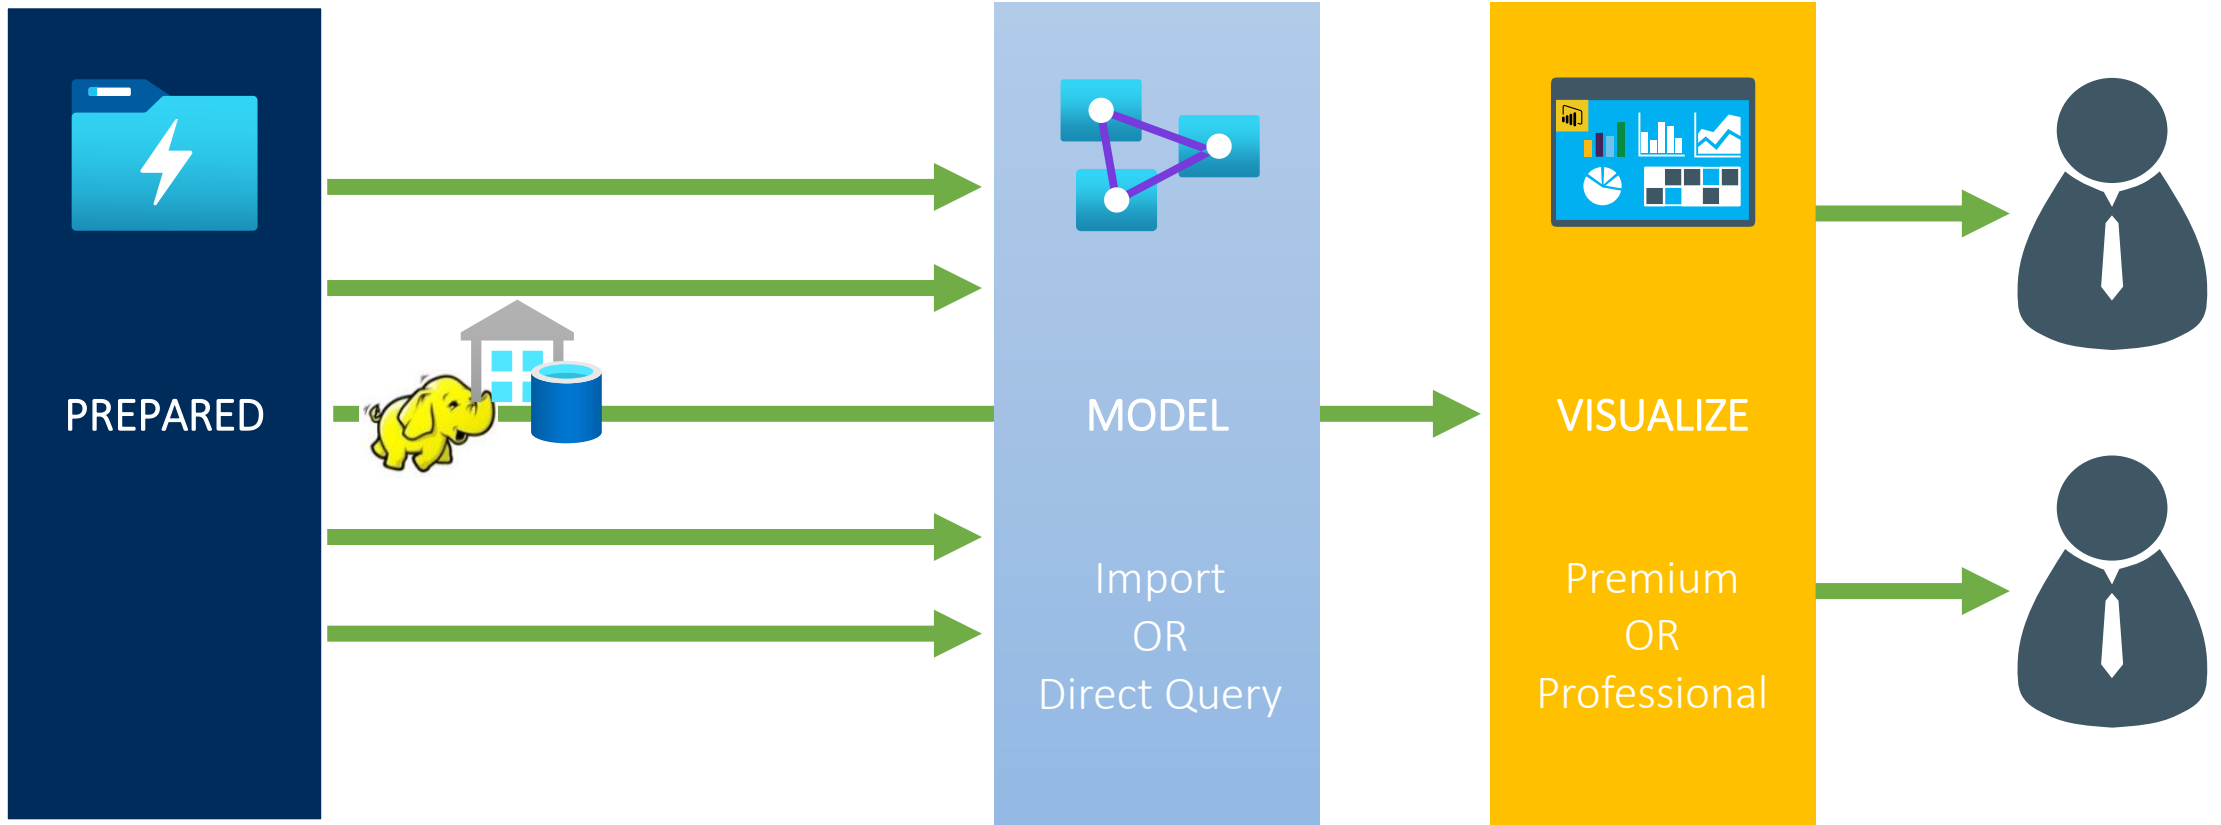 PREPARED
MODEL
Import
OR
Direct Query
VISUALIZE
Premium
OR
Professional